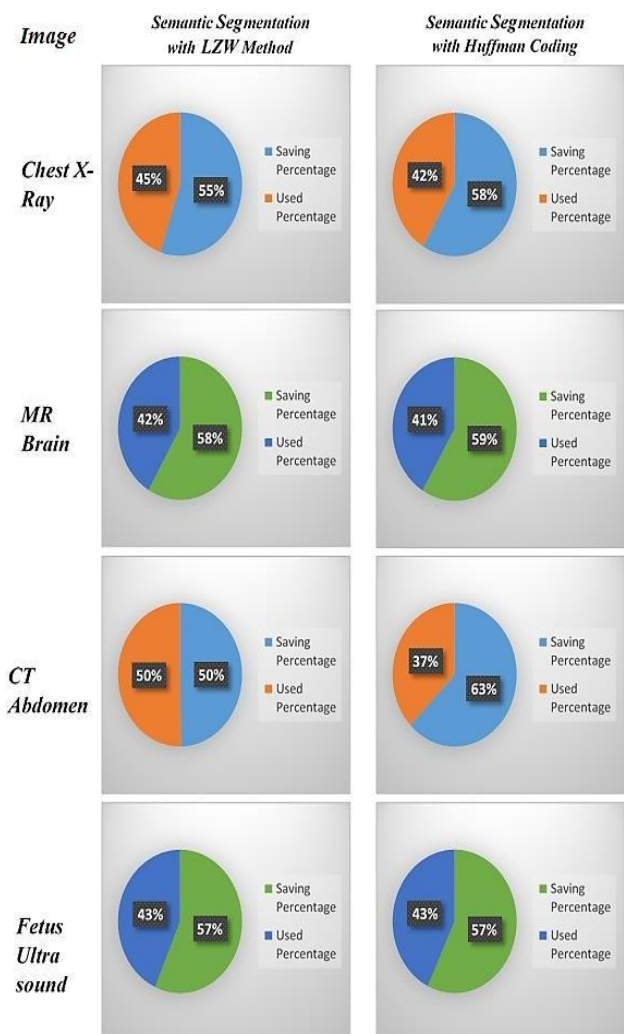 Image
Semantic Segmentation
with LZW Method
Semantic Segmentation
with Huffman Coding
Chest X-
Ray
45%
55%
Saving
Percentage
Used
Percentage
42%
58%
Saving
Percentage
Used
Percentage
MR
Brain
42%
58%
Saving
Percentage
Used
Percentage
41%
59%
Saving
Percentage
Used
Percentage
CT
Abdomen
50%
50%
Saving
Percentage
Used
Percentage
37%
63%
Saving
Percentage
Used
Percentage
Fetus
Ultra
sound
43%
57%
Saving
Percentage
Used
Percentage
43%
57%
Saving
Percentage
Used
Percentage